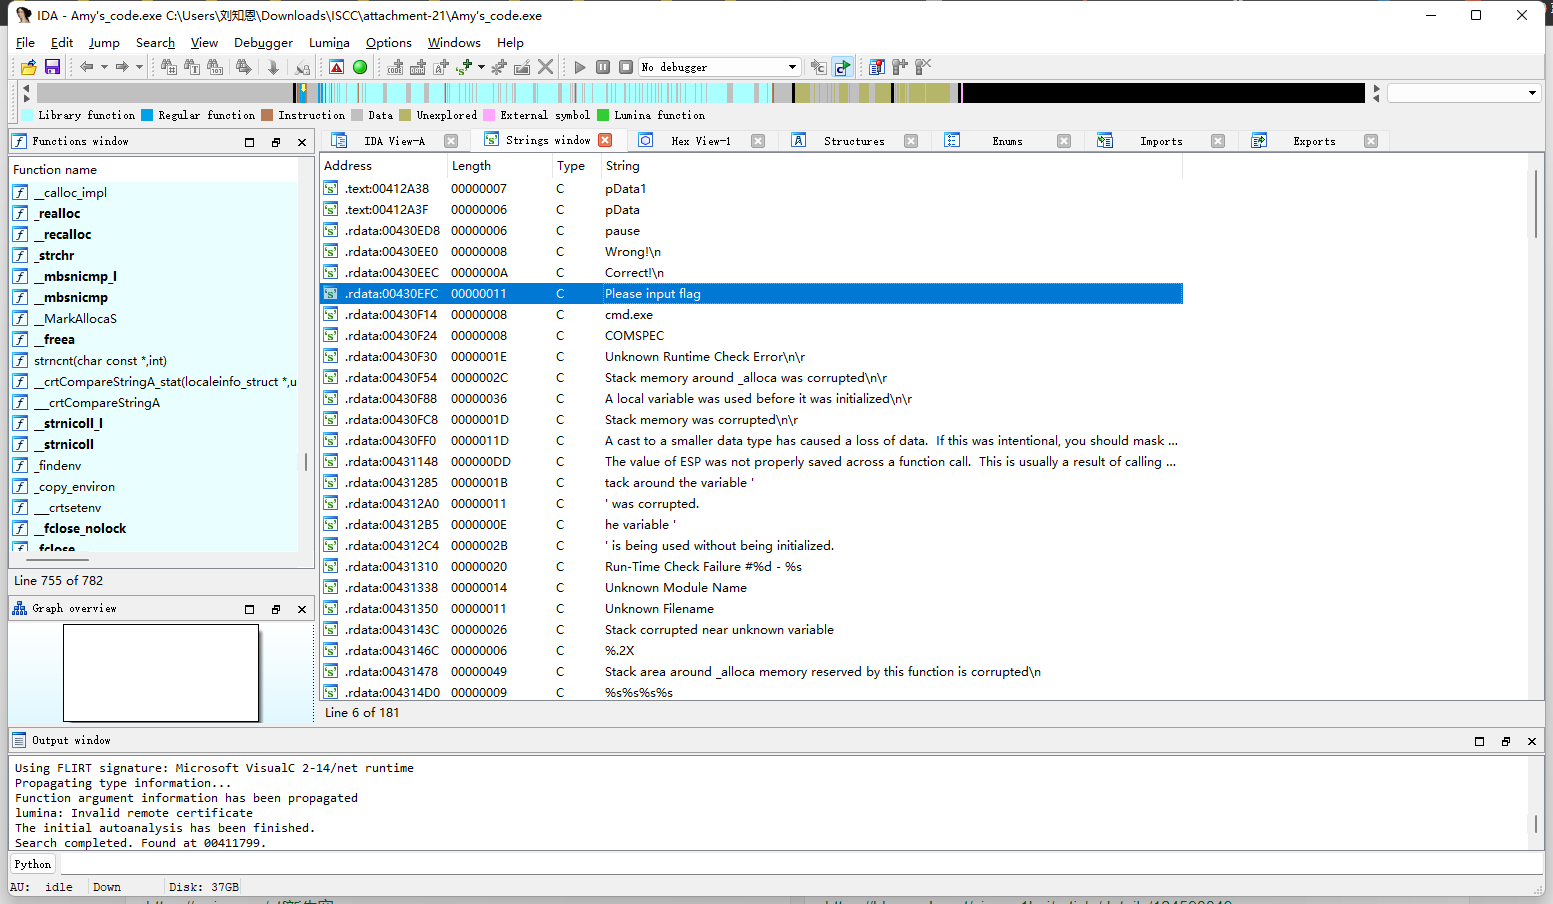 IDA - Amy's_code.exe C:\Users\刘知恩\Downloads\ISCC\attachment-21\Amy's_code.exe
File Edit Jump Search View Debugger Lumina Options Windows Help
No debugger
Library function Regular function Instruction Data Unexplored External symbol Lumina function
Functions window
IDA View-A Strings window Hex View-1 Structures Enums Imports Exports
Function name
__calloc_impl
_realloc
__recalloc
_strchr
__mbsnicmp_l
__mbsnicmp
__MarkAllocaS
__freea
strncnt(char const *,int)
__crtCompareStringA_stat(localeinfo_struct *,u
___crtCompareStringA
__strnicoll_l
__strnicoll
_findenv
_copy_environ
___crtsetenv
__fclose_nolock
_fclose
Line 755 of 782
Graph overview
Address Length Type String
.text:00412A38 00000007 C pData1
.text:00412A3F 00000006 C pData
.rdata:00430ED8 00000006 C pause
.rdata:00430EE0 00000008 C Wrong!\n
.rdata:00430EEC 0000000A C Correct!\n
.rdata:00430EFC 00000011 C Please input flag
.rdata:00430F14 00000008 C cmd.exe
.rdata:00430F24 00000008 C COMSPEC
.rdata:00430F30 0000001E C Unknown Runtime Check Error\n\r
.rdata:00430F54 0000002C C Stack memory around _alloca was corrupted\n\r
.rdata:00430F88 00000036 C A local variable was used before it was initialized\n\r
.rdata:00430FC8 0000001D C Stack memory was corrupted\n\r
.rdata:00430FF0 0000011D C A cast to a smaller data type has caused a loss of data.  If this was intentional, you should mask ...
.rdata:00431148 000000DD C The value of ESP was not properly saved across a function call.  This is usually a result of calling ...
.rdata:00431285 0000001B C tack around the variable '
.rdata:004312A0 00000011 C ' was corrupted.
.rdata:004312B5 0000000E C he variable '
.rdata:004312C4 0000002B C ' is being used without being initialized.
.rdata:00431310 00000020 C Run-Time Check Failure #%d - %s
.rdata:00431338 00000014 C Unknown Module Name
.rdata:00431350 00000011 C Unknown Filename
.rdata:0043143C 00000026 C Stack corrupted near unknown variable
.rdata:0043146C 00000006 C %.2X
.rdata:00431478 00000049 C Stack area around _alloca memory reserved by this function is corrupted\n
.rdata:004314D0 00000009 C %s%s%s%s
Line 6 of 181
Output window
Using FLIRT signature: Microsoft VisualC 2-14/net runtime
Propagating type information...
Function argument information has been propagated
lumina: Invalid remote certificate
The initial autoanalysis has been finished.
Search completed. Found at 00411799.
Python
AU: idle Down Disk: 37GB